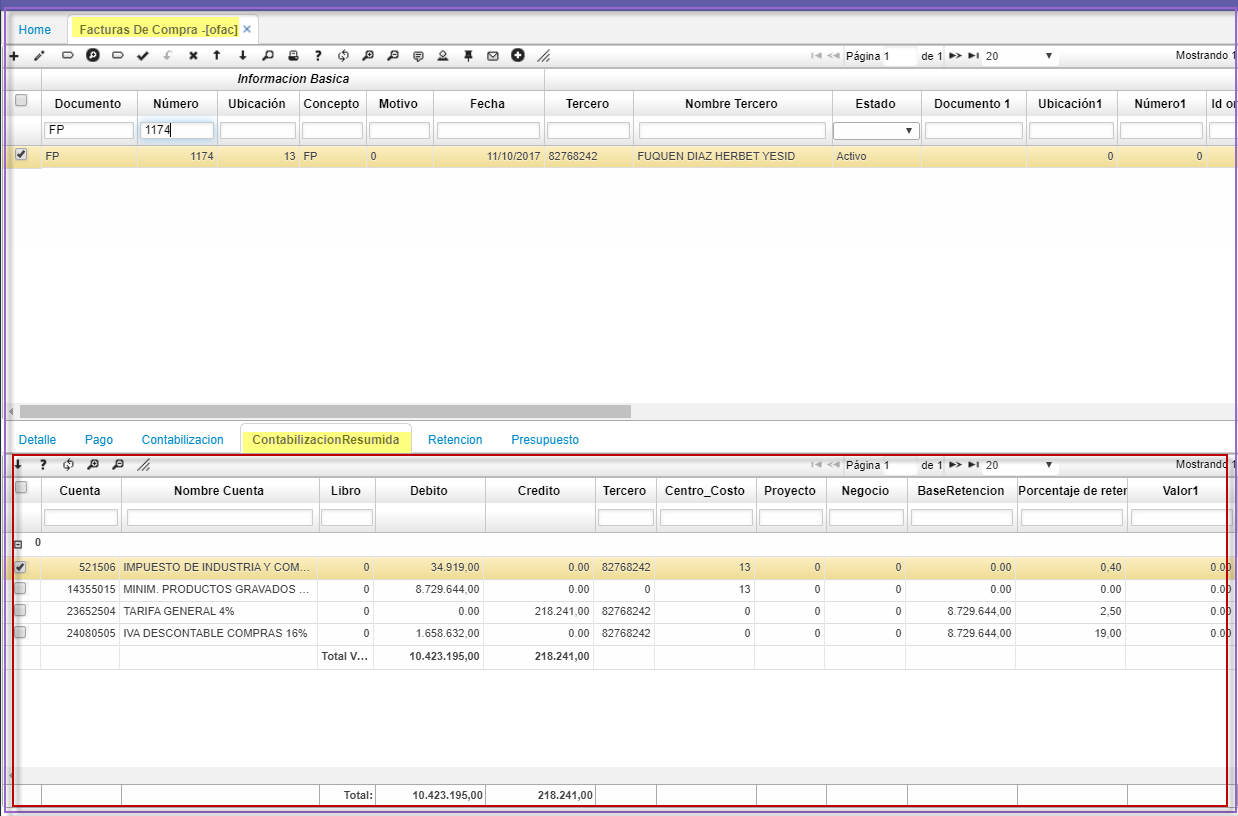 Home Facturas De Compra -[ofac] ×
Página 1 de 1 20 Mostrando 1
Informacion Basica
Documento Número Ubicación Concepto Motivo Fecha Tercero Nombre Tercero Estado Documento 1 Ubicación1 Número1 Id or
FP 1174
FP 1174 13 FP 0 11/10/2017 82768242 FUQUEN DIAZ HERBET YESID Activo 0 0
Detalle Pago Contabilizacion ContabilizacionResumida Retencion Presupuesto
Página 1 de 1 20 Mostrando 1
Cuenta Nombre Cuenta Libro Debito Credito Tercero Centro_Costo Proyecto Negocio BaseRetencion Porcentaje de reter Valor1
0
521506 IMPUESTO DE INDUSTRIA Y COM... 0 34.919,00 0.00 82768242 13 0 0 0.00 0,40 0.00
14355015 MINIM. PRODUCTOS GRAVADOS ... 0 8.729.644,00 0.00 0 13 0 0 0.00 0.00 0.00
23652504 TARIFA GENERAL 4% 0 0.00 218.241,00 82768242 0 0 0 8.729.644,00 2,50 0.00
24080505 IVA DESCONTABLE COMPRAS 16% 0 1.658.632,00 0.00 82768242 0 0 0 8.729.644,00 19,00 0.00
Total V... 10.423.195,00 218.241,00
Total: 10.423.195,00 218.241,00